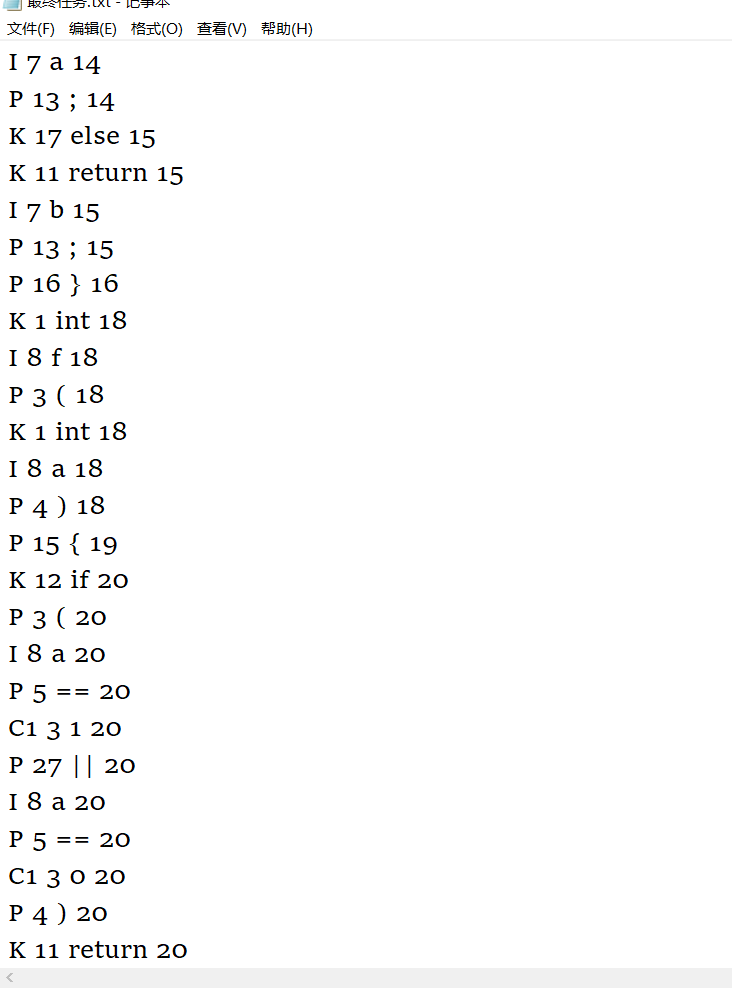 最终任务.txt - 记事本
文件(F) 编辑(E) 格式(O) 查看(V) 帮助(H)
I 7 a 14
P 13 ; 14
K 17 else 15
K 11 return 15
I 7 b 15
P 13 ; 15
P 16 } 16
K 1 int 18
I 8 f 18
P 3 ( 18
K 1 int 18
I 8 a 18
P 4 ) 18
P 15 { 19
K 12 if 20
P 3 ( 20
I 8 a 20
P 5 == 20
C1 3 1 20
P 27 || 20
I 8 a 20
P 5 == 20
C1 3 0 20
P 4 ) 20
K 11 return 20